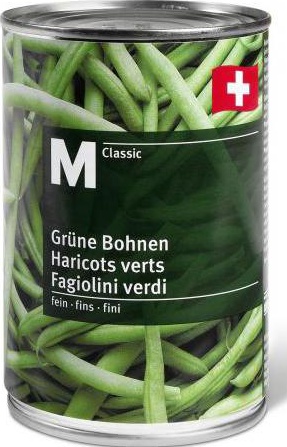 M Classic
Grüne Bohnen
Haricots verts
Fagiolini verdi
fein · fins · fini